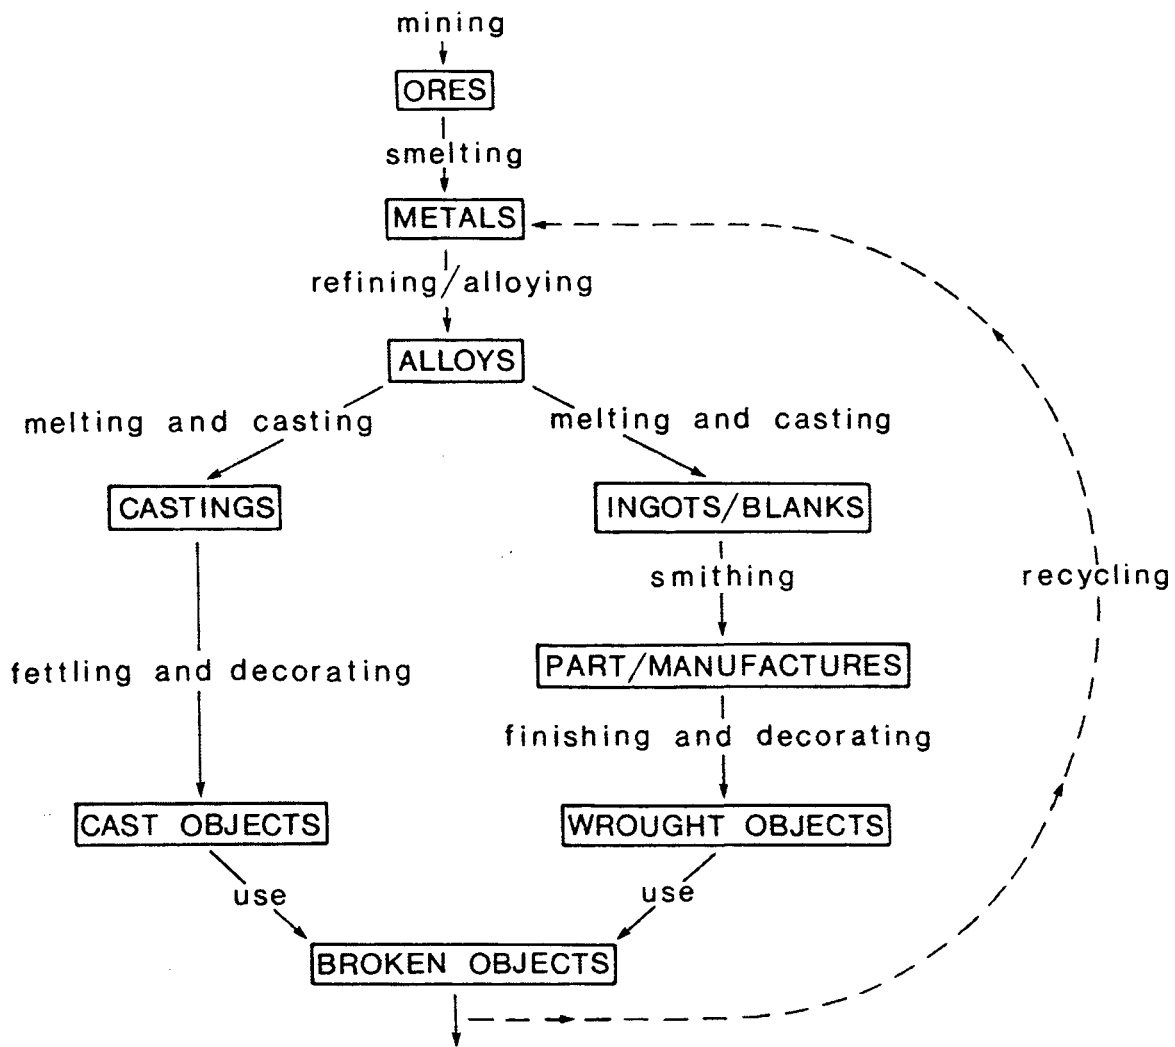 mining
ORES
smelting
METALS
refining/alloying
ALLOYS
melting and casting
melting and casting
CASTINGS
INGOTS/BLANKS
smithing
recycling
PART/MANUFACTURES
fettling and decorating
finishing and decorating
CAST OBJECTS
WROUGHT OBJECTS
use
use
BROKEN OBJECTS